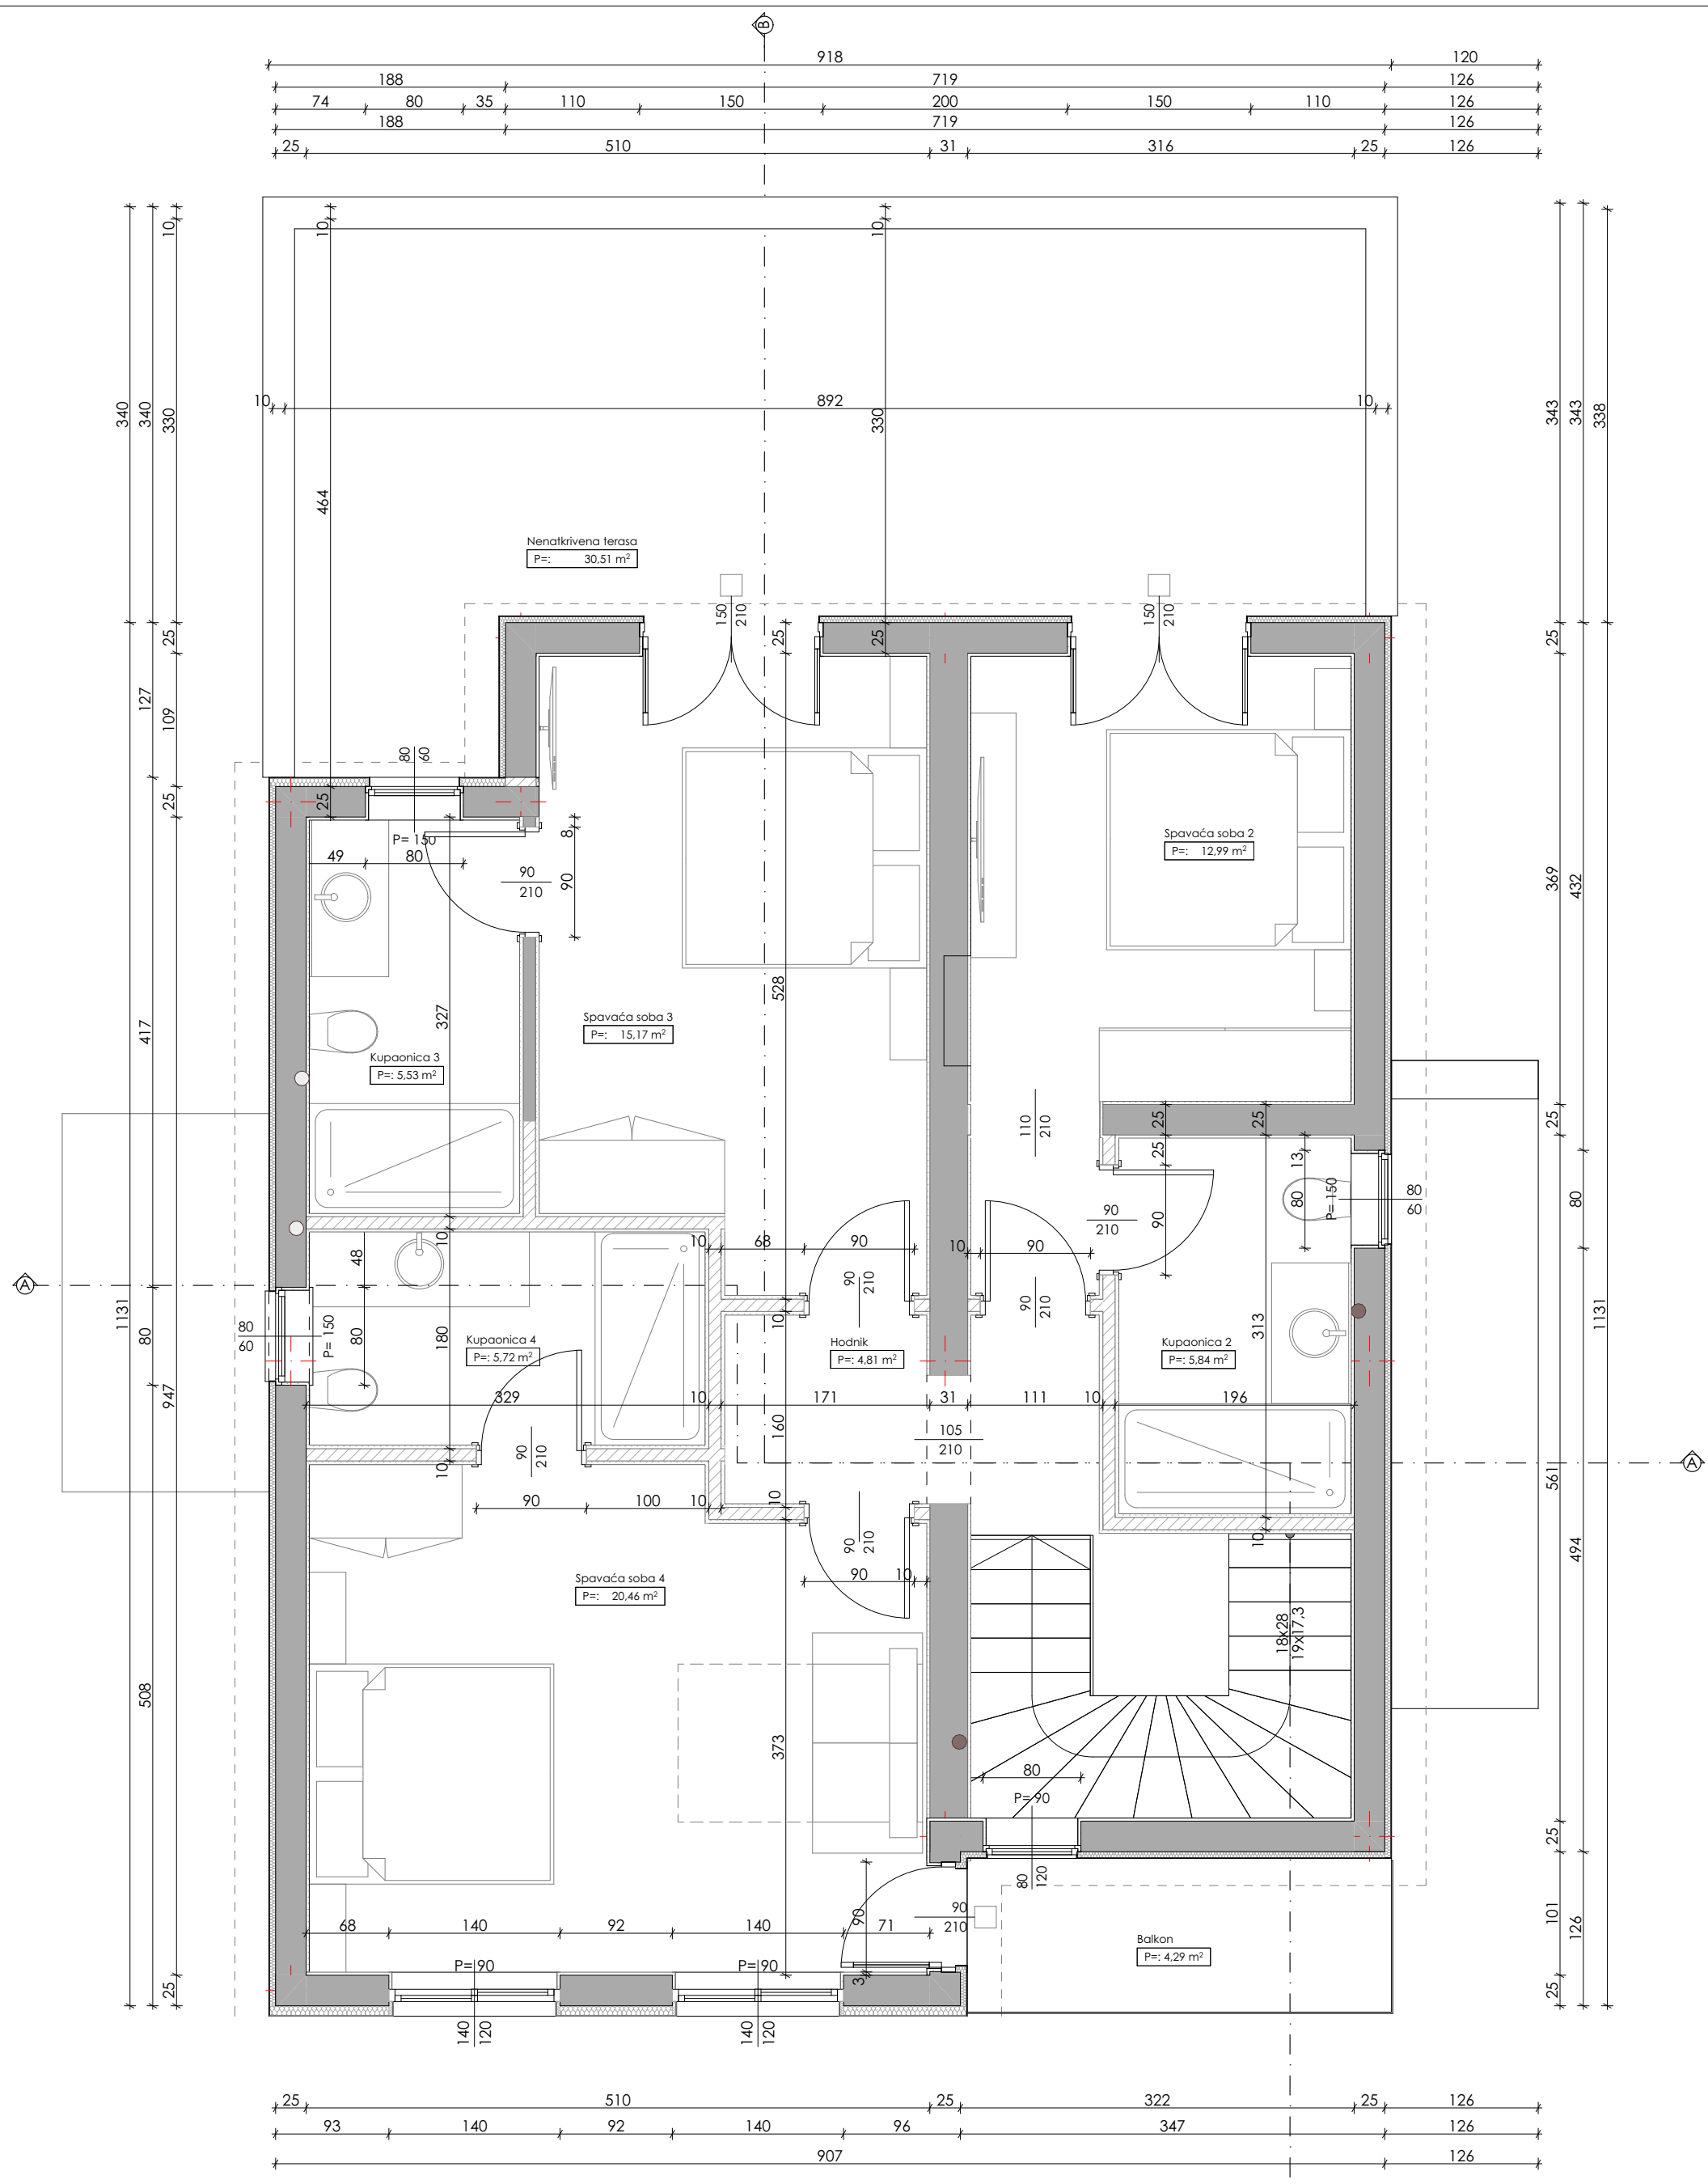 B
918 120
188 719 126
74 80 35 110 150 200 150 110 126
188 719 126
25 510 31 316 25 126
10 10 10
340 340 330 343 343 338
10 892 10
330
464
Nenatkrivena terasa
P=: 30,51 m²
150 210 150 210
25 25 25 25
127 109
80 60
25 25
P= 150
49 80
8
90
210
90
Spavaća soba 2
P=: 12,99 m²
369 432
528
327
417
Spavaća soba 3
P=: 15,17 m²
Kupaonica 3
P=: 5,53 m²
110 210
25 25 25
25
13
80
P= 150
80
60
80
90
210
90
10 10 68 90 10 90
48
90 210 90 210
A
1131 1131
80
60
P= 150
80
80
180
Kupaonica 4
P=: 5,72 m²
10
Hodnik
P=: 4,81 m²
Kupaonica 2
P=: 5,84 m²
313
947
329 10 171 31 111 10 196
160
105
210
90 210
A
561
10 10
90 100 10
10
90 210
494
90 10
Spavaća soba 4
P=: 20,46 m²
18x28
19x17,3
508
373
80
P= 90
25
80 120
90
90
210
101 126
68 140 92 140 71
Balkon
P=: 4,29 m²
P= 90 P= 90
3
25 25
140 120 140 120
25 510 25 322 25 126
93 140 92 140 96 347 126
907 126